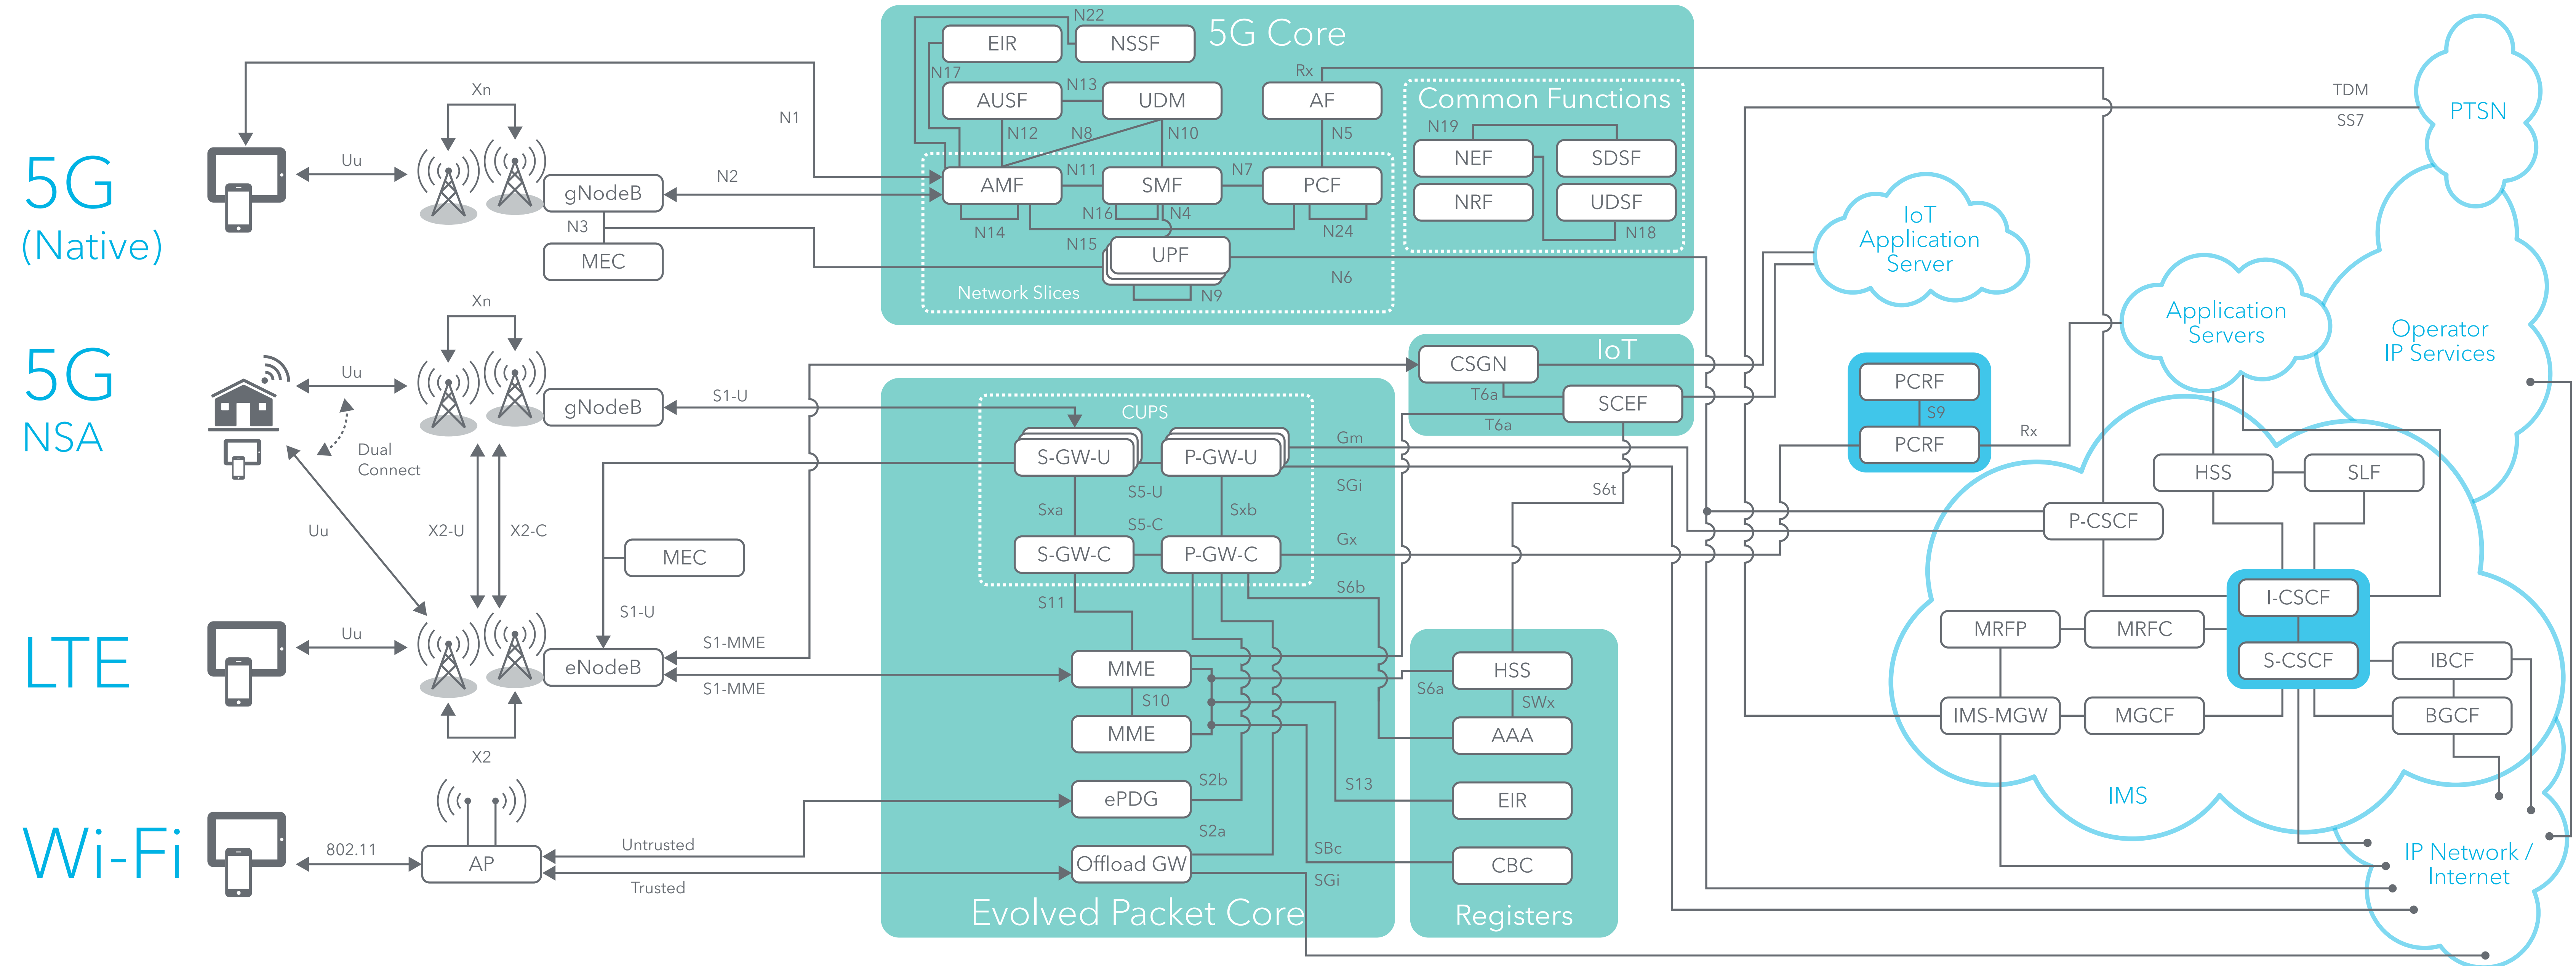 5G
(Native)
Uu
Xn
gNodeB
N3
MEC
N1
N2
5G Core
N22
EIR
NSSF
N17
AUSF
N13
UDM
Rx
AF
N12
N8
N10
N5
AMF
N11
SMF
N7
PCF
N14
N16
N4
N15
N24
UPF
N9
N6
Network Slices
Common Functions
N19
NEF
SDSF
NRF
UDSF
N18
TDM
SS7
PTSN
IoT
Application
Server
Application
Servers
Operator
IP Services
5G
NSA
Uu
Dual
Connect
Uu
Xn
gNodeB
S1-U
X2-U
X2-C
MEC
S1-U
IoT
CSGN
T6a
SCEF
T6a
S6t
CUPS
S-GW-U
P-GW-U
S5-U
Sxa
Sxb
S5-C
S-GW-C
P-GW-C
Gm
SGi
Gx
S6b
S11
PCRF
S9
PCRF
Rx
HSS
SLF
P-CSCF
I-CSCF
S-CSCF
MRFP
MRFC
IBCF
IMS-MGW
MGCF
BGCF
IMS
LTE
Uu
eNodeB
X2
S1-MME
S1-MME
MME
S10
MME
ePDG
S2b
S2a
Offload GW
Evolved Packet Core
S6a
S13
SBc
SGi
HSS
SWx
AAA
EIR
CBC
Registers
Wi-Fi
802.11
AP
Untrusted
Trusted
IP Network /
Internet